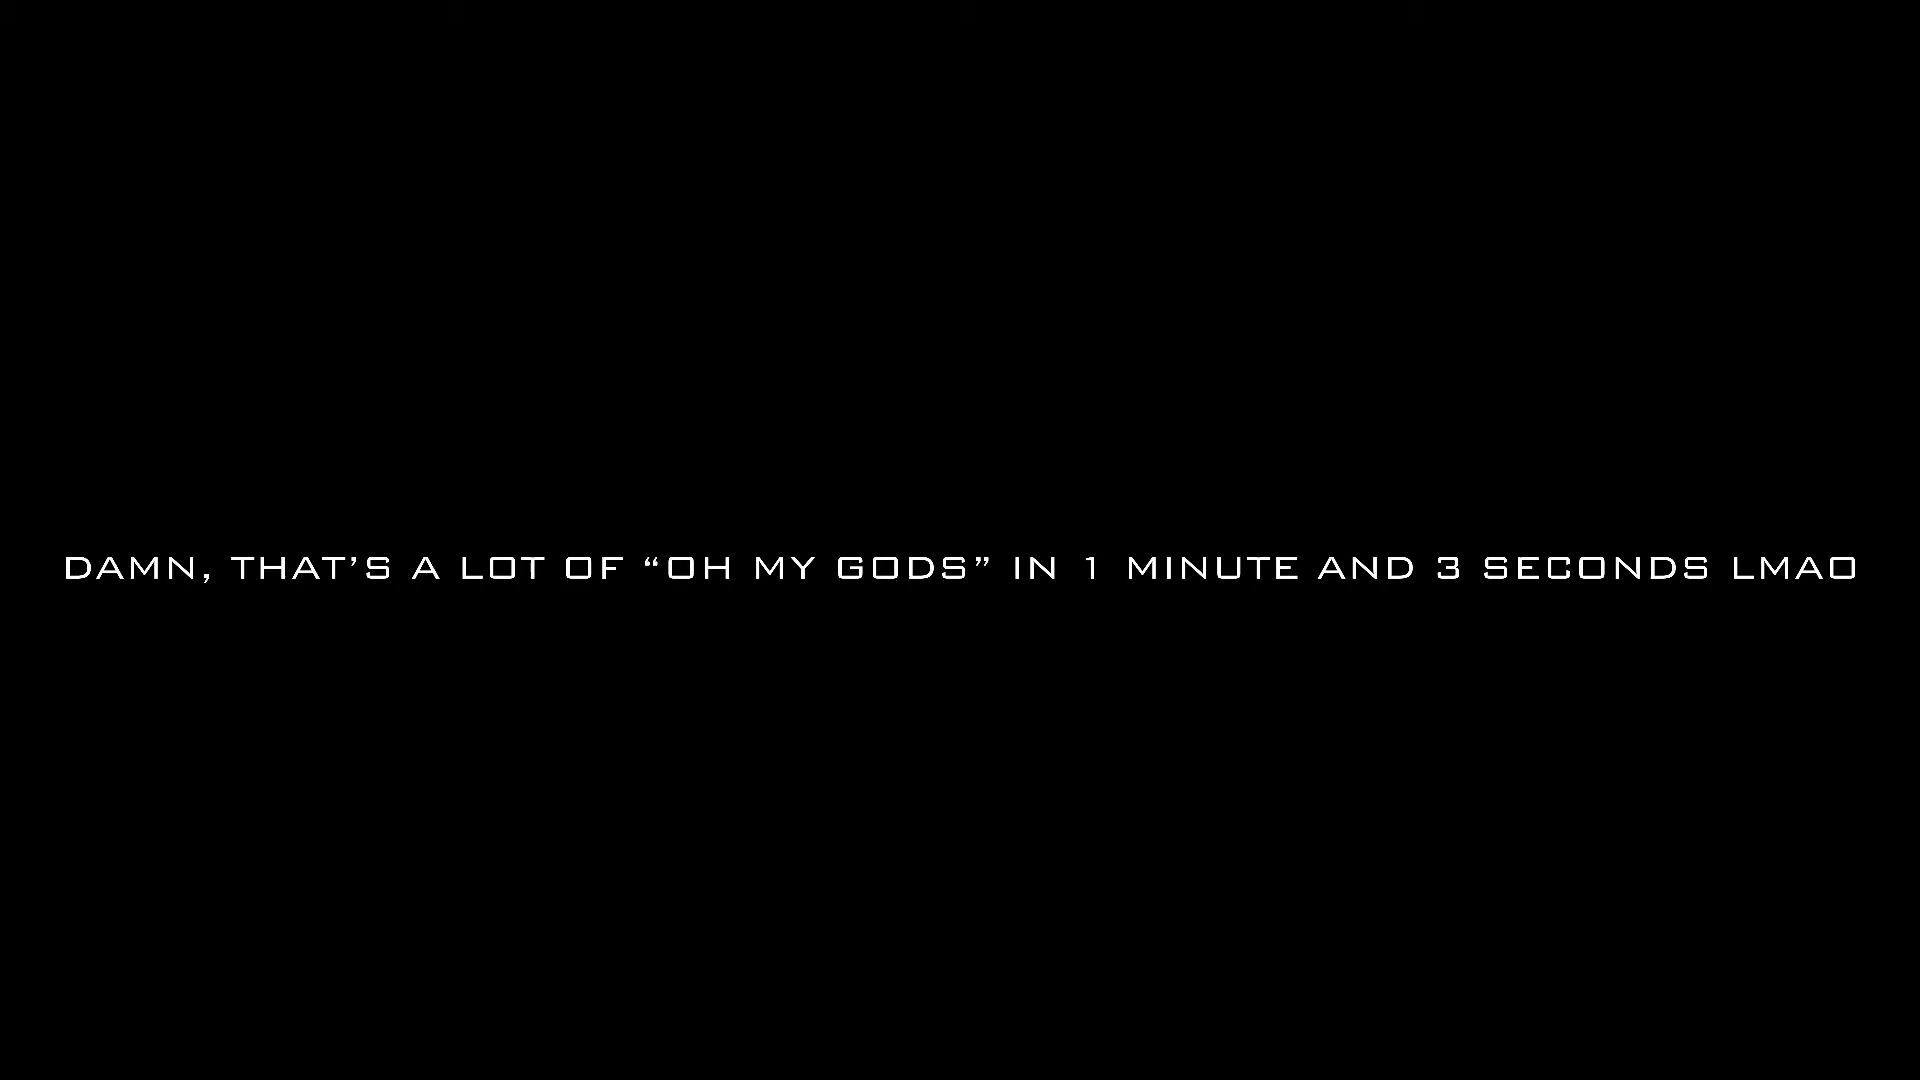 DAMN, THAT’S A LOT OF “OH MY GODS” IN 1 MINUTE AND 3 SECONDS LMAO